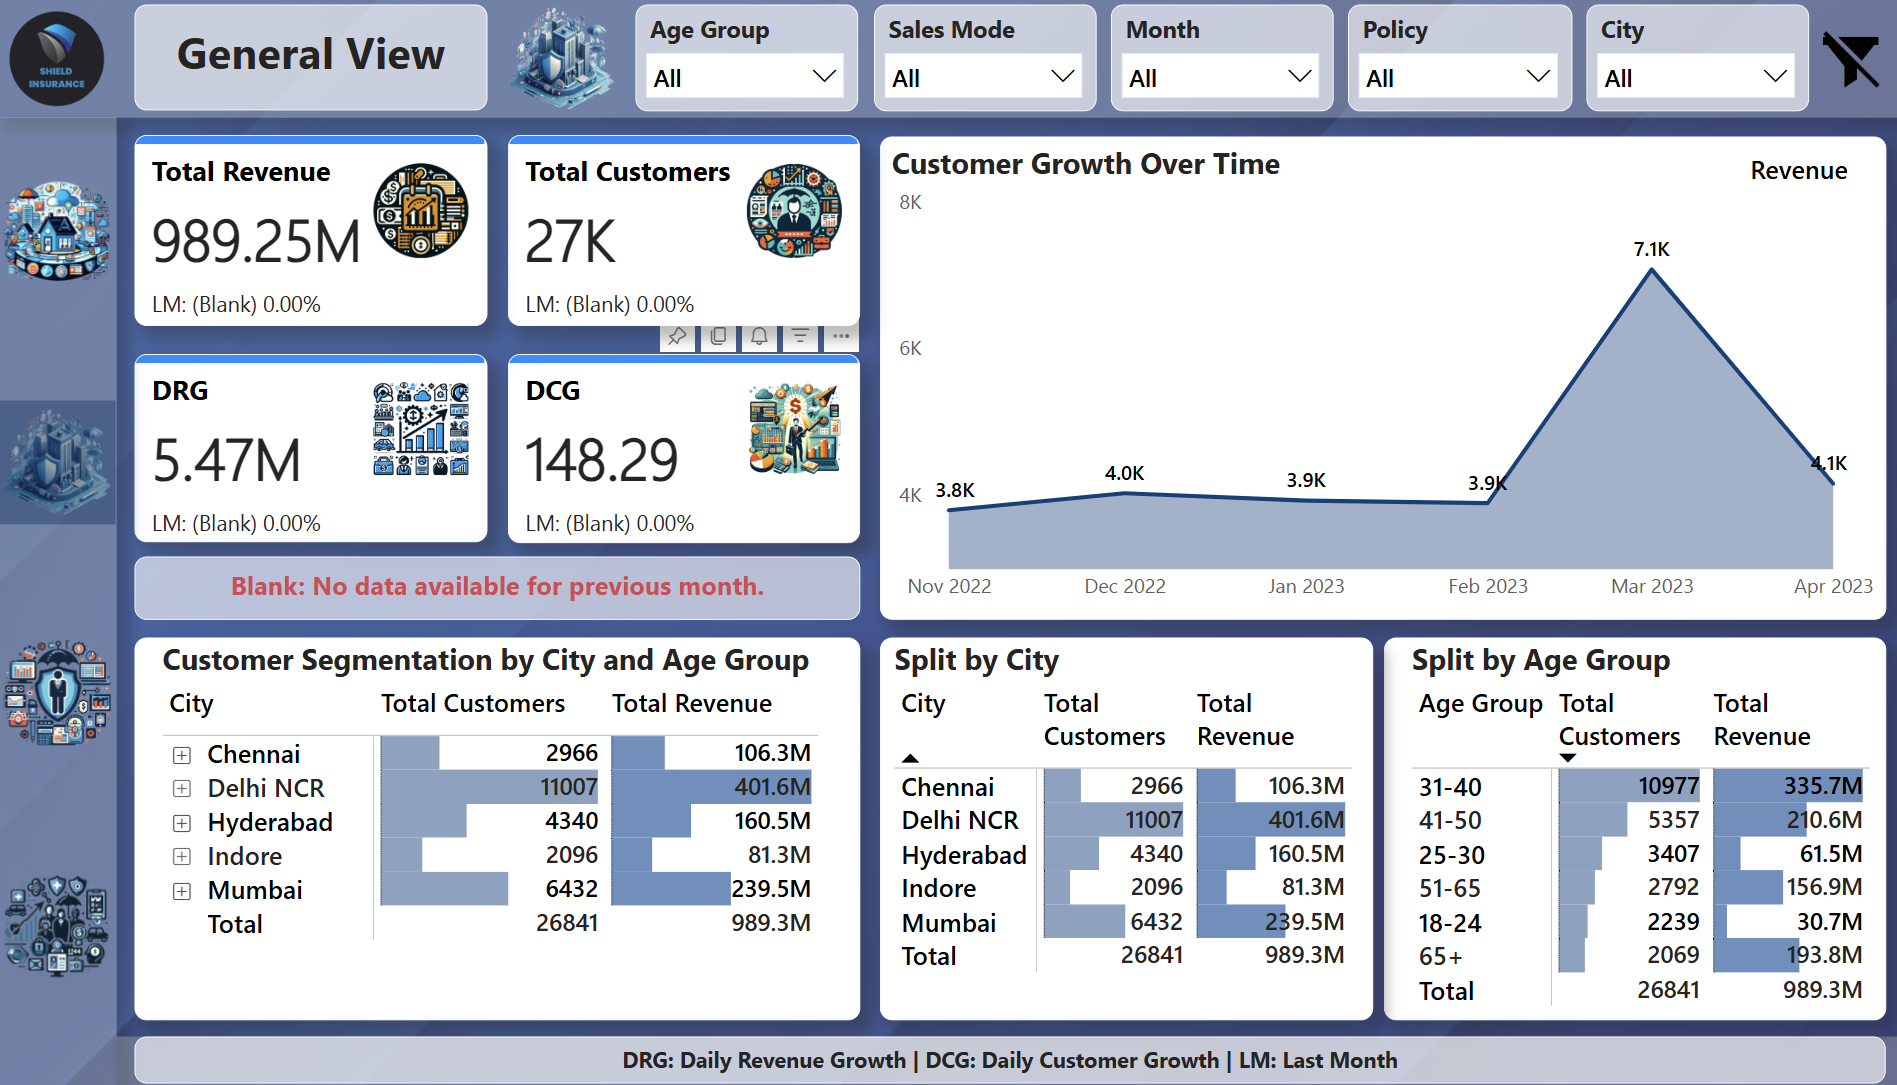 SHIELD
INSURANCE
General View
Age Group
All
Sales Mode
All
Month
All
Policy
All
City
All
Total Revenue
989.25M
LM: (Blank) 0.00%
Total Customers
27K
LM: (Blank) 0.00%
DRG
5.47M
LM: (Blank) 0.00%
DCG
148.29
LM: (Blank) 0.00%
Blank: No data available for previous month.
Customer Growth Over Time
Revenue
8K
6K
4K
3.8K
4.0K
3.9K
3.9K
7.1K
4.1K
Nov 2022 Dec 2022 Jan 2023 Feb 2023 Mar 2023 Apr 2023
Customer Segmentation by City and Age Group
City Total Customers Total Revenue
Chennai 2966 106.3M
Delhi NCR 11007 401.6M
Hyderabad 4340 160.5M
Indore 2096 81.3M
Mumbai 6432 239.5M
Total 26841 989.3M
Split by City
City Total Customers Total Revenue
Chennai 2966 106.3M
Delhi NCR 11007 401.6M
Hyderabad 4340 160.5M
Indore 2096 81.3M
Mumbai 6432 239.5M
Total 26841 989.3M
Split by Age Group
Age Group Total Customers Total Revenue
31-40 10977 335.7M
41-50 5357 210.6M
25-30 3407 61.5M
51-65 2792 156.9M
18-24 2239 30.7M
65+ 2069 193.8M
Total 26841 989.3M
DRG: Daily Revenue Growth | DCG: Daily Customer Growth | LM: Last Month